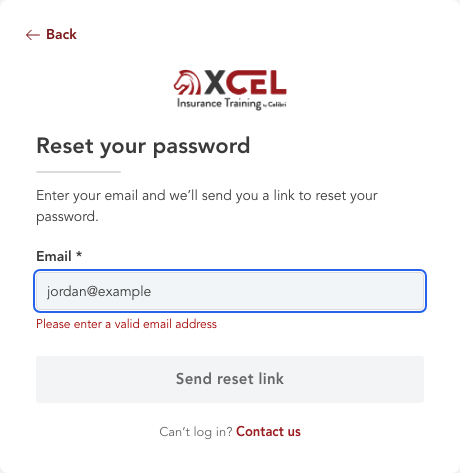 ← Back
XCEL
Insurance Training by Colibri
Reset your password
Enter your email and we’ll send you a link to reset your
password.
Email *
jordan@example
Please enter a valid email address
Send reset link
Can’t log in? Contact us